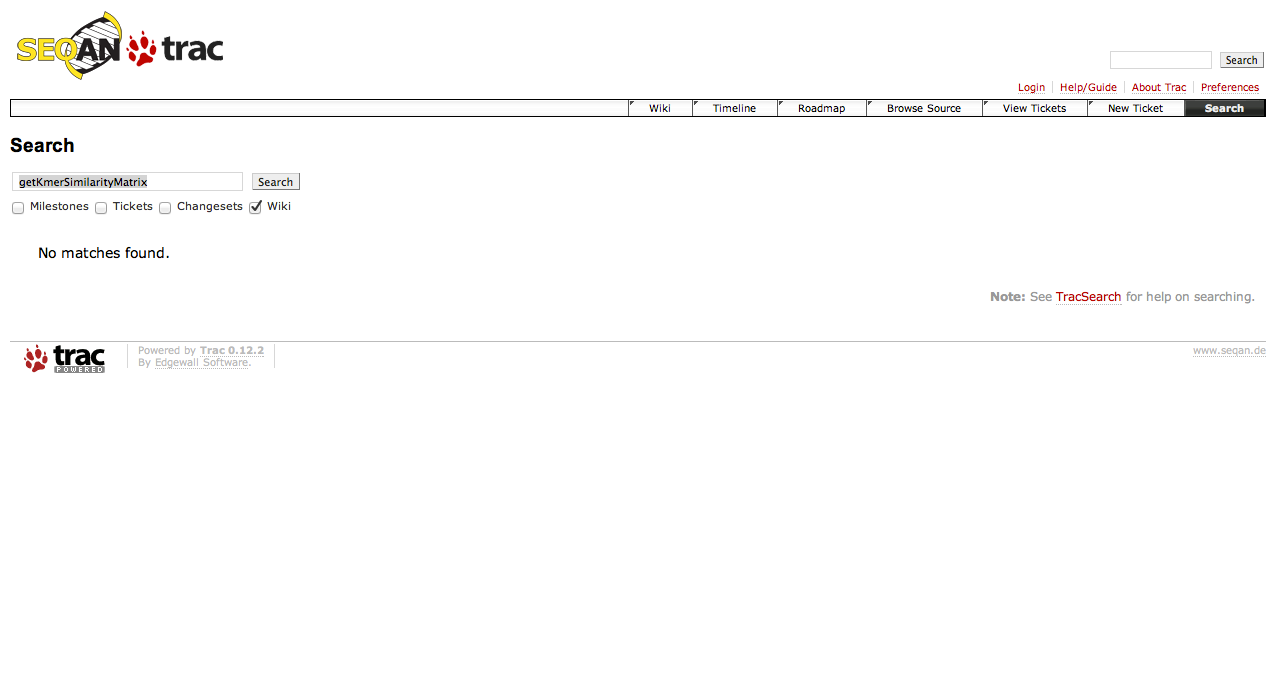 SEQAN trac
Search
Login Help/Guide About Trac Preferences
Wiki Timeline Roadmap Browse Source View Tickets New Ticket Search
Search
getKmerSimilarityMatrix Search
Milestones Tickets Changesets Wiki
No matches found.
Note: See TracSearch for help on searching.
trac
POWERED
Powered by Trac 0.12.2
By Edgewall Software.
www.seqan.de